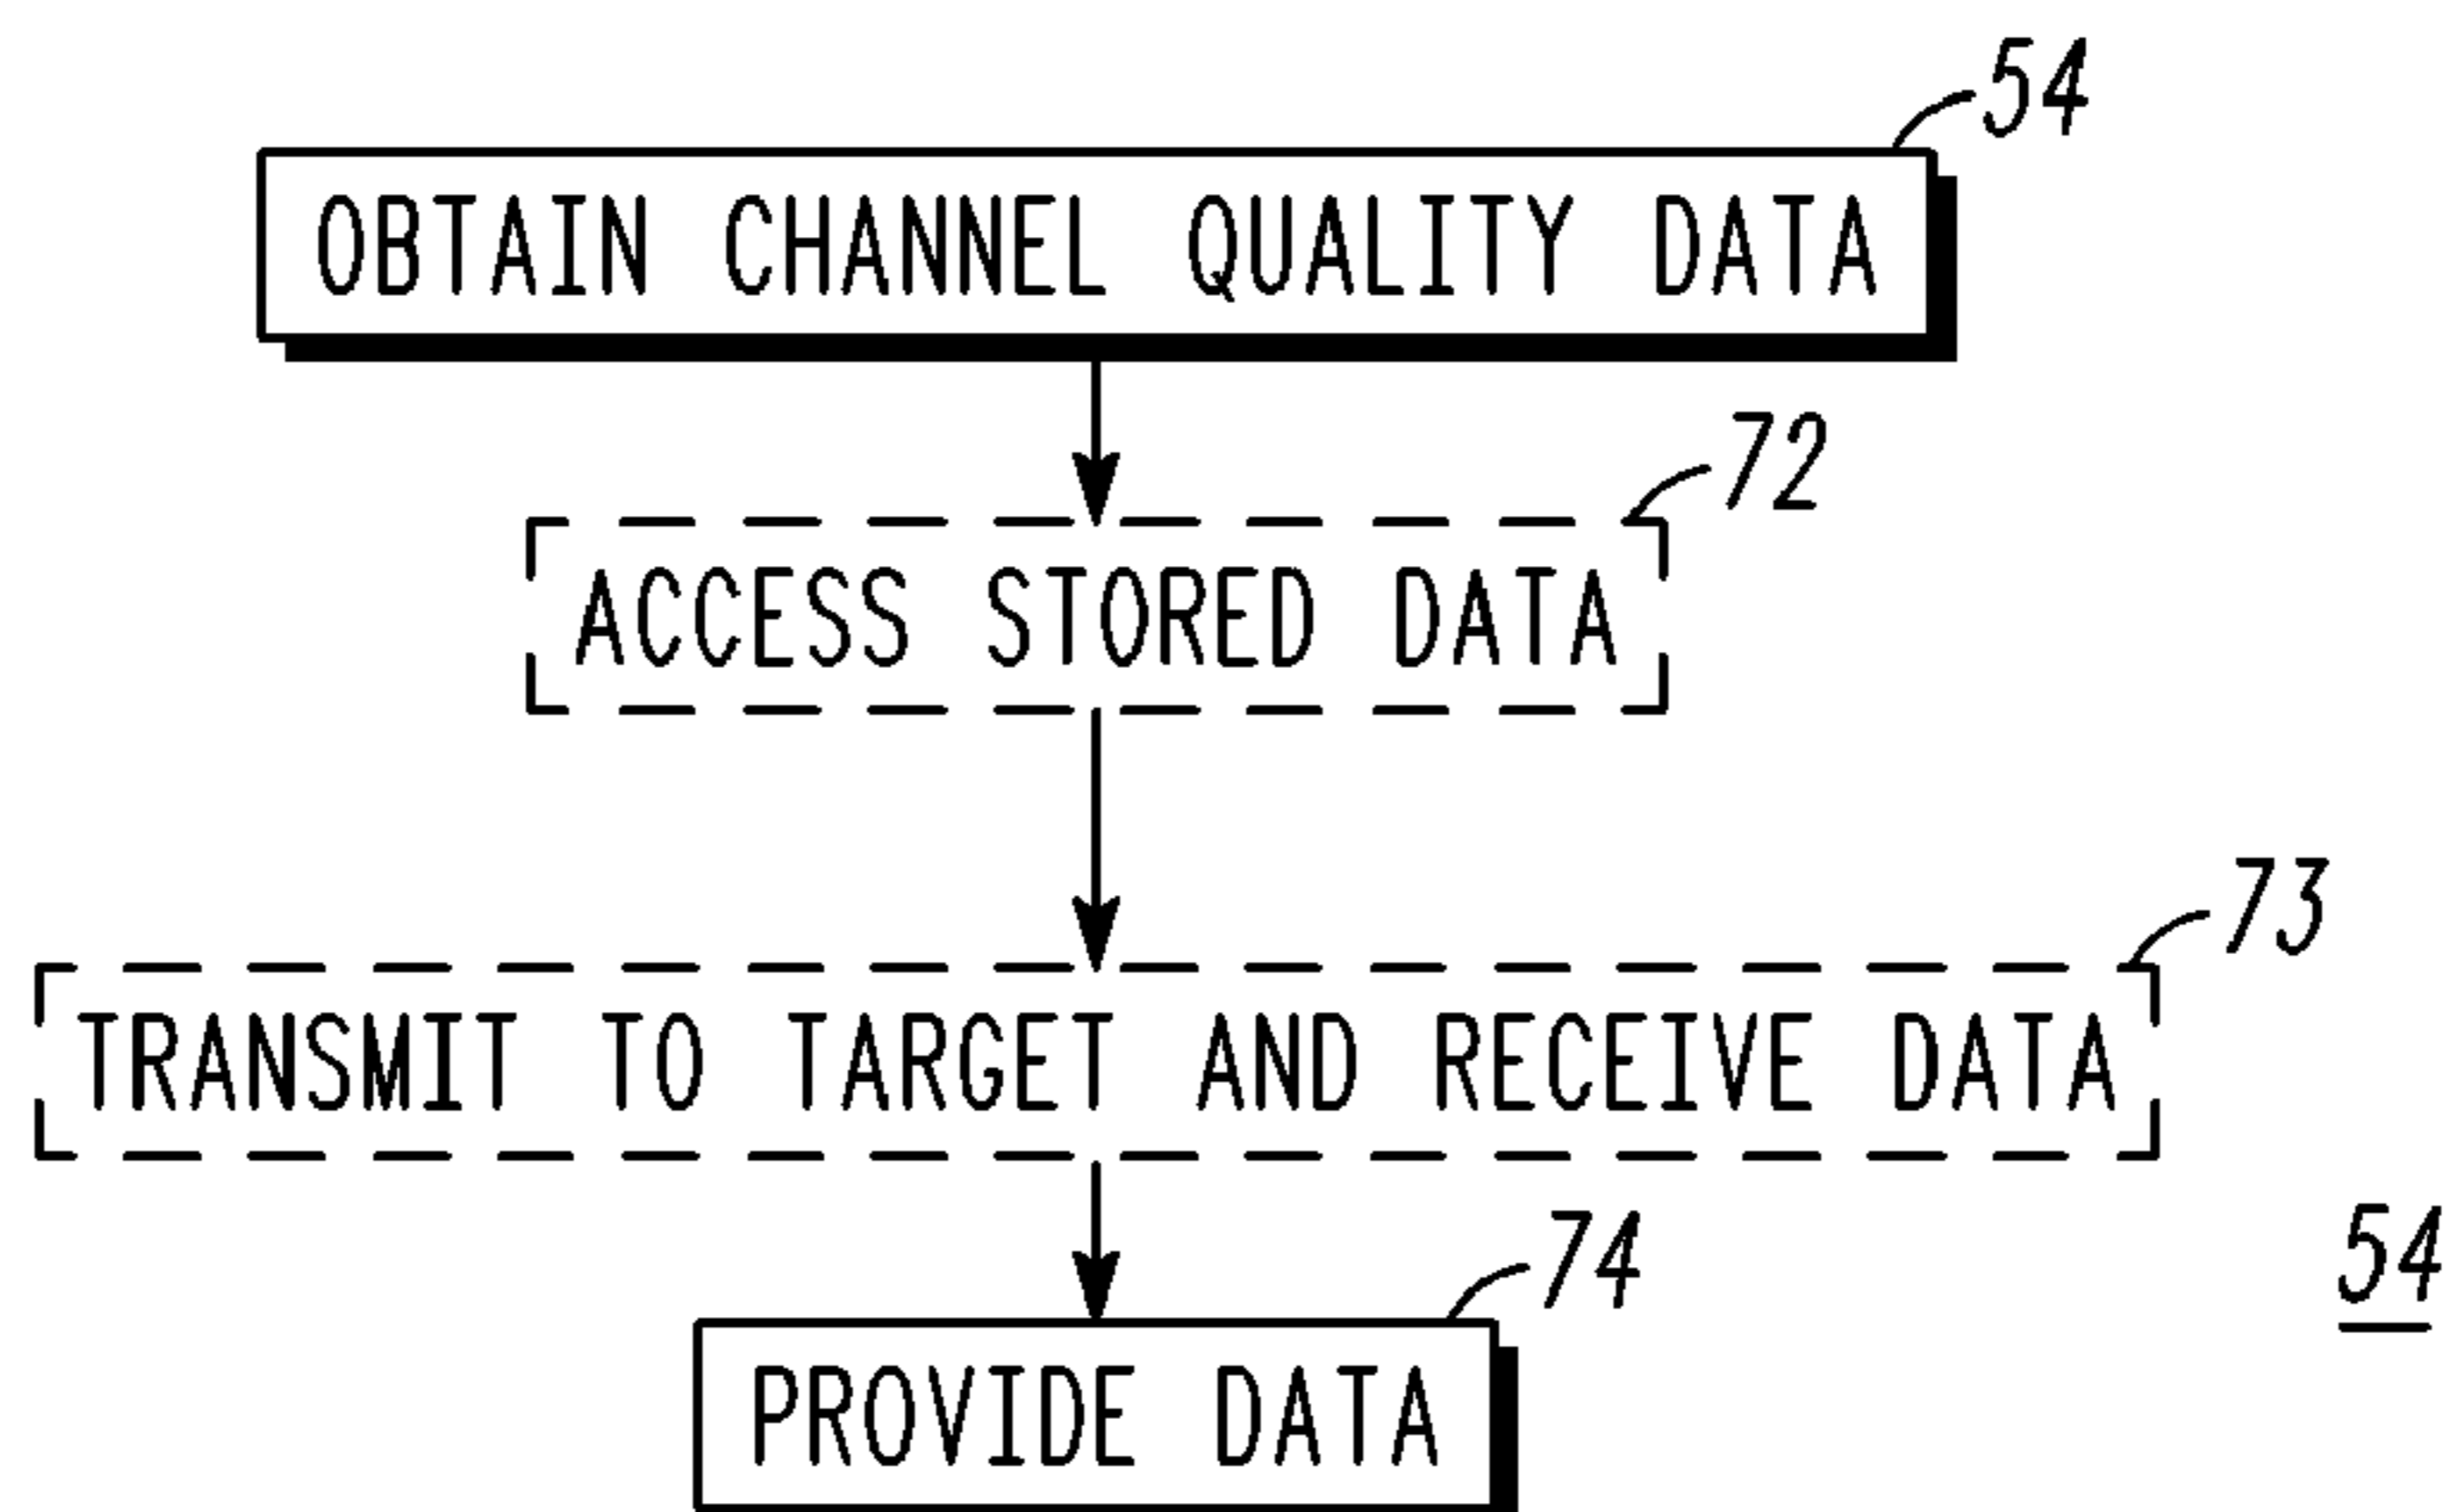 54
OBTAIN CHANNEL QUALITY DATA
72
ACCESS STORED DATA
73
TRANSMIT TO TARGET AND RECEIVE DATA
74
54
PROVIDE DATA